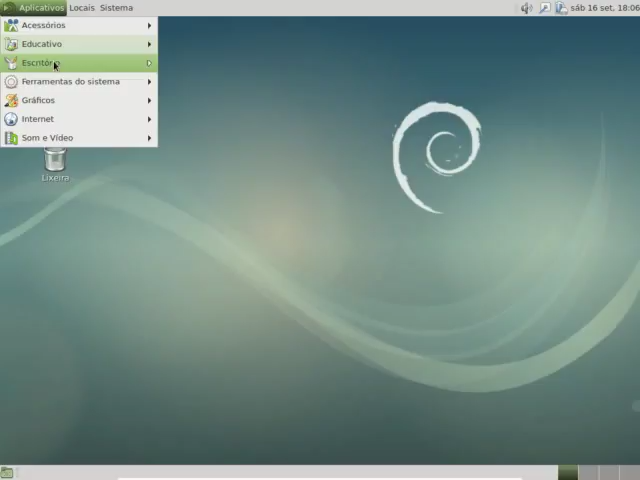 Aplicativos Locais Sistema sáb 16 set, 18:06
Acessórios
Educativo
Escritório
Ferramentas do sistema
Gráficos
Internet
Som e Vídeo
Lixeira